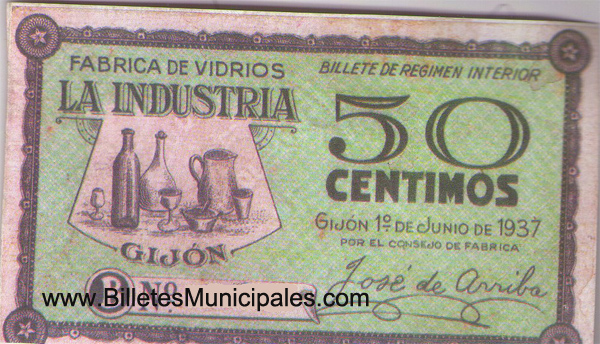 FABRICA DE VIDRIOS
LA INDUSTRIA
GIJÓN
Nº
BILLETE DE REGIMEN INTERIOR
50
CENTIMOS
GIJÓN 1º DE JUNIO DE 1937
POR EL CONSEJO DE FABRICA
José de Arriba
www.BilletesMunicipales.com